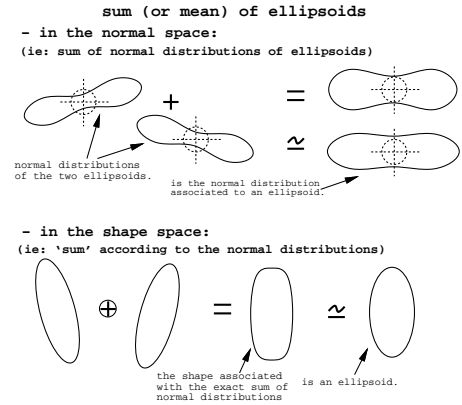 sum (or mean) of ellipsoids
- in the normal space:
(ie: sum of normal distributions of ellipsoids)
+
=
≃
normal distributions
of the two ellipsoids.
is the normal distribution
associated to an ellipsoid.
- in the shape space:
(ie: ‘sum’ according to the normal distributions)
⊕ = ≃
the shape associated
with the exact sum of
normal distributions
is an ellipsoid.